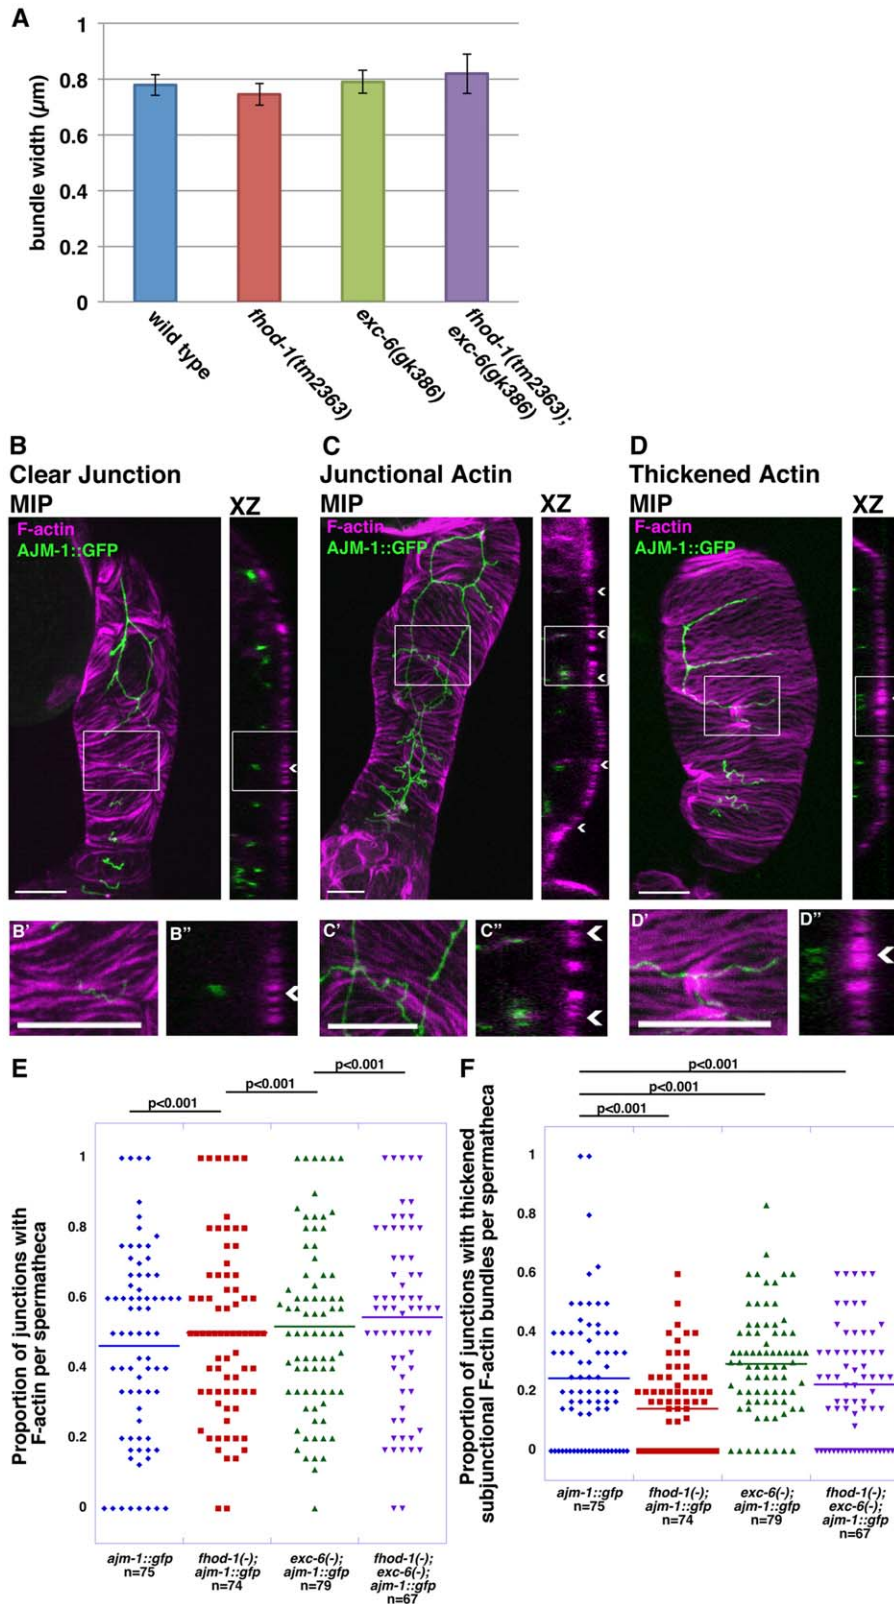 A
bundle width (µm)
1
0.8
0.6
0.4
0.2
0
wild type
fhod-1(tm2363)
exc-6(gk386)
fhod-1(tm2363);
exc-6(gk386)
B
Clear Junction
MIP
XZ
F-actin
AJM-1::GFP
C
Junctional Actin
MIP
XZ
F-actin
AJM-1::GFP
D
Thickened Actin
MIP
XZ
F-actin
AJM-1::GFP
B'
B''
C'
C''
D'
D''
E
p<0.001
p<0.001
p<0.001
Proportion of junctions with
F-actin per spermatheca
1
0.8
0.6
0.4
0.2
0
ajm-1::gfp
n=75
fhod-1(-);
ajm-1::gfp
n=74
exc-6(-);
ajm-1::gfp
n=79
fhod-1(-);
exc-6(-);
ajm-1::gfp
n=67
F
p<0.001
p<0.001
p<0.001
Proportion of junctions with thickened
subjunctional F-actin bundles per spermatheca
1
0.8
0.6
0.4
0.2
0
ajm-1::gfp
n=75
fhod-1(-);
ajm-1::gfp
n=74
exc-6(-);
ajm-1::gfp
n=79
fhod-1(-);
exc-6(-);
ajm-1::gfp
n=67